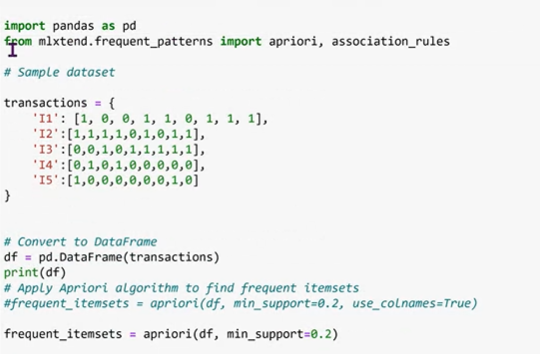 import pandas as pd
from mlxtend.frequent_patterns import apriori, association_rules
# Sample dataset
transactions = {
'I1': [1, 0, 0, 1, 1, 0, 1, 1, 1],
'I2':[1,1,1,1,0,1,0,1,1],
'I3':[0,0,1,0,1,1,1,1,1],
'I4':[0,1,0,1,0,0,0,0,0],
'I5':[1,0,0,0,0,0,0,1,0]
}
# Convert to DataFrame
df = pd.DataFrame(transactions)
print(df)
# Apply Apriori algorithm to find frequent itemsets
#frequent_itemsets = apriori(df, min_support=0.2, use_colnames=True)
frequent_itemsets = apriori(df, min_support=0.2)